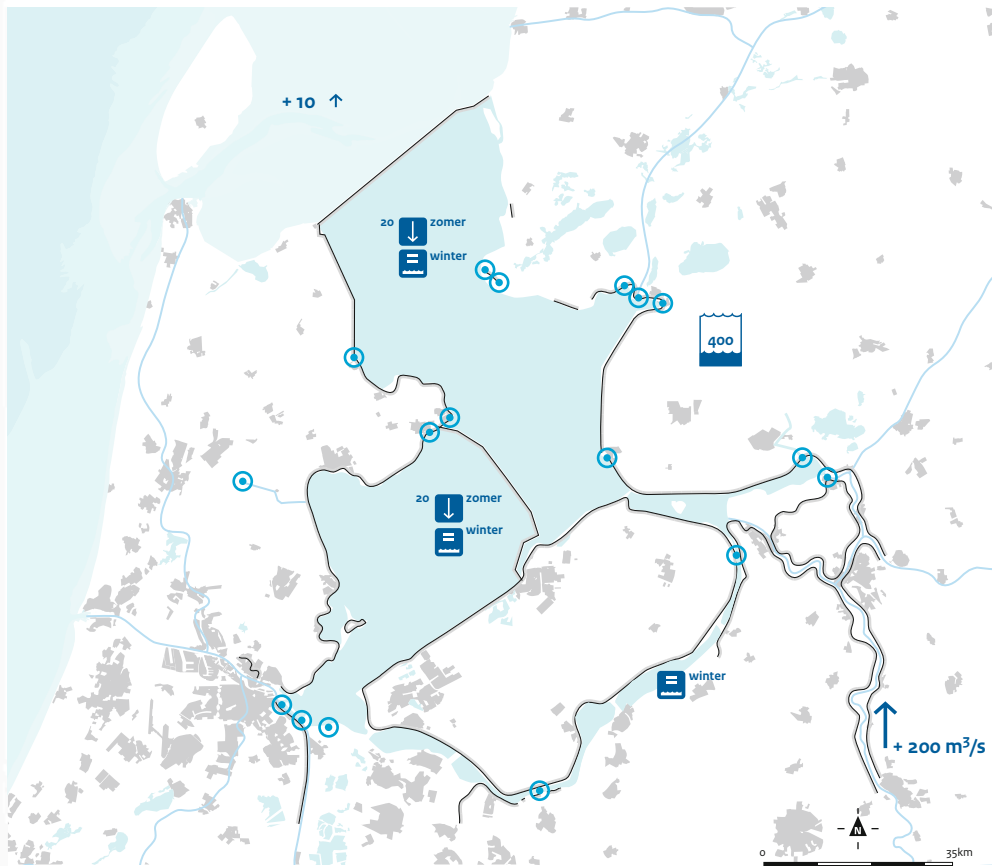 + 10 ↑
20 ↓ zomer
= winter
400
20 ↓ zomer
= winter
= winter
↑ + 200 m³/s
N
0 35km